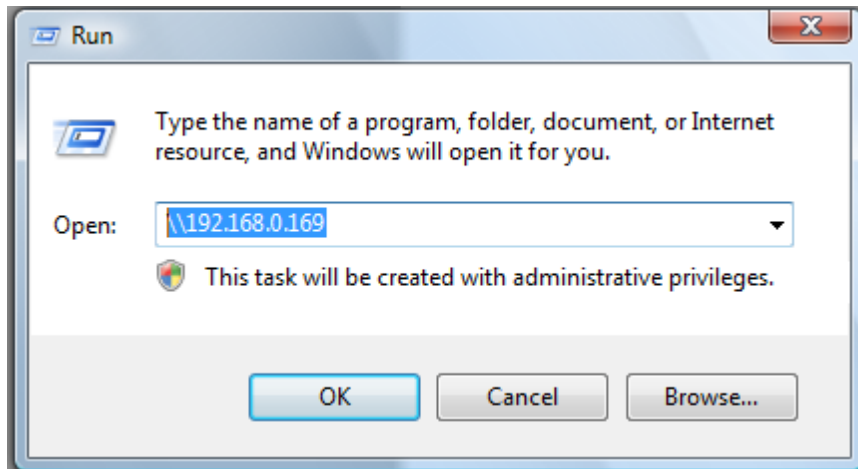 Run
Type the name of a program, folder, document, or Internet
resource, and Windows will open it for you.
Open: \\192.168.0.169
This task will be created with administrative privileges.
OK Cancel Browse...